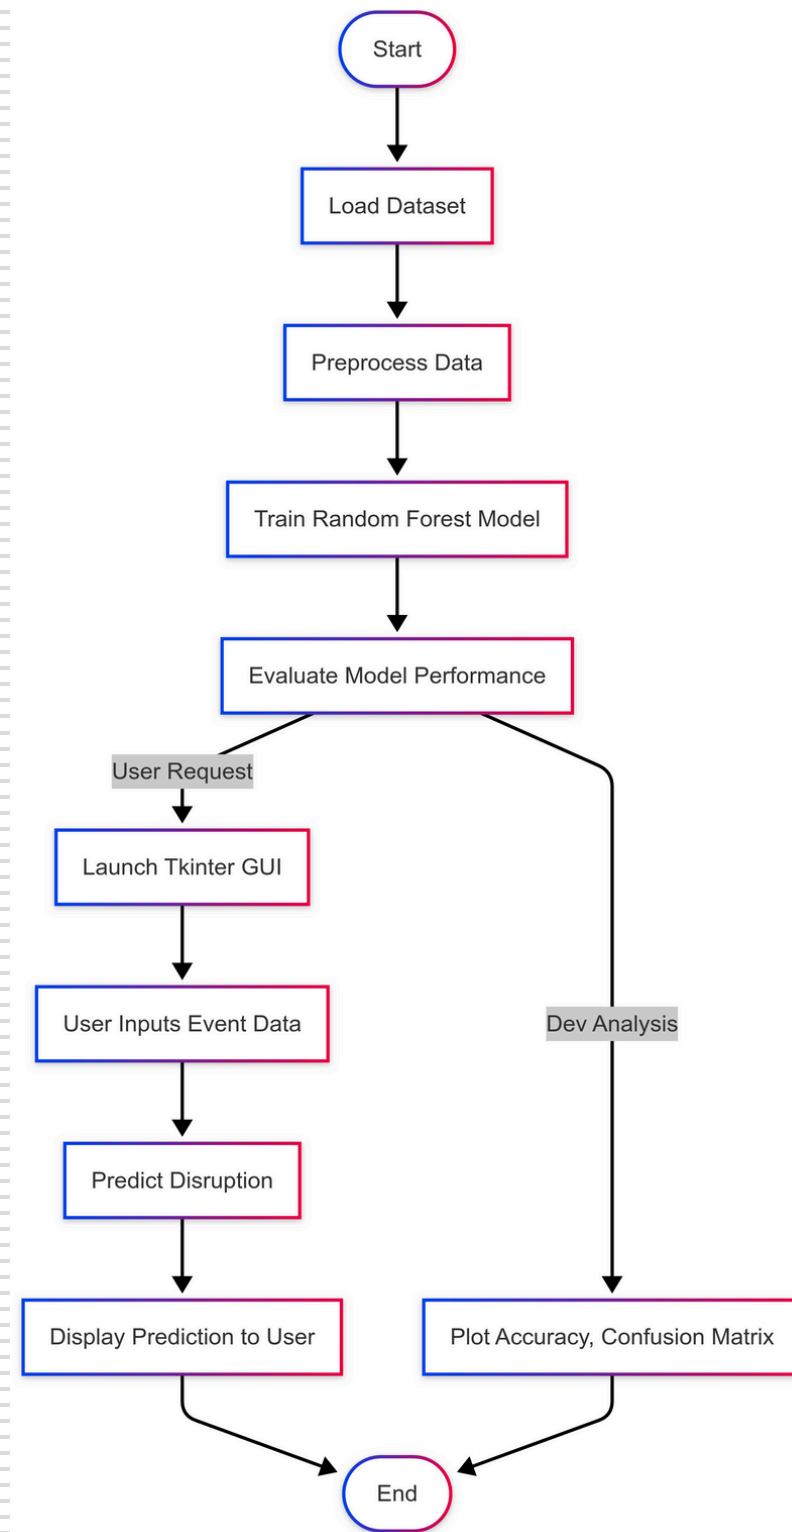 Start
Load Dataset
Preprocess Data
Train Random Forest Model
Evaluate Model Performance
User Request
Launch Tkinter GUI
User Inputs Event Data
Dev Analysis
Predict Disruption
Display Prediction to User
Plot Accuracy, Confusion Matrix
End